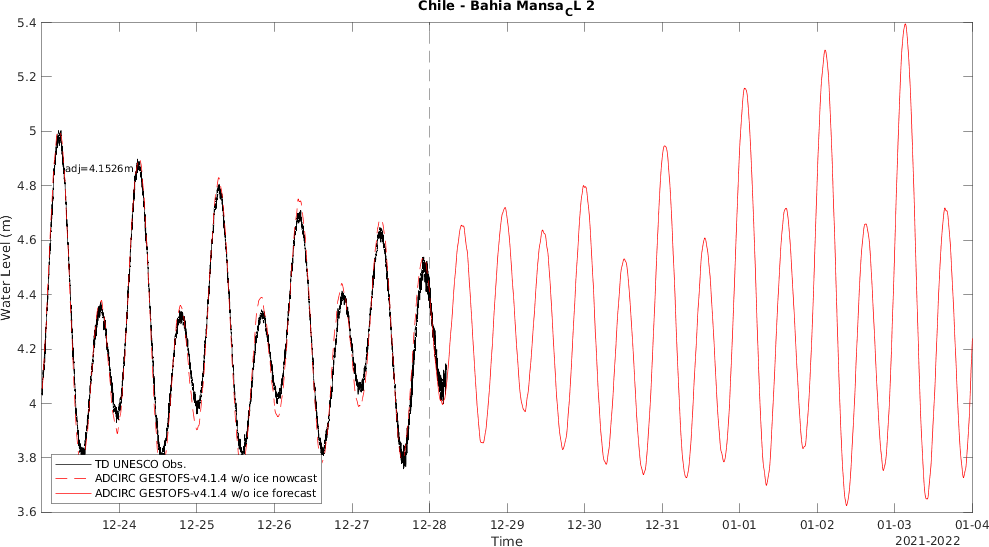 Chile - Bahia Mansa_CL 2
5.4
5.2
5
4.8
4.6
4.4
4.2
4
3.8
3.6
Water Level (m)
adj=4.1526m
TD UNESCO Obs.
ADCIRC GESTOFS-v4.1.4 w/o ice nowcast
ADCIRC GESTOFS-v4.1.4 w/o ice forecast
12-24 12-25 12-26 12-27 12-28 12-29 12-30 12-31 01-01 01-02 01-03 01-04
Time
2021-2022